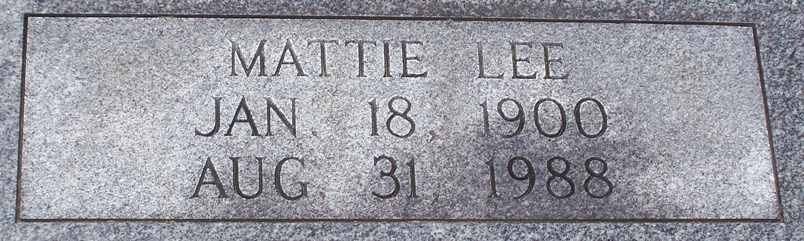 MATTIE LEE
JAN. 18, 1900
AUG. 31, 1988